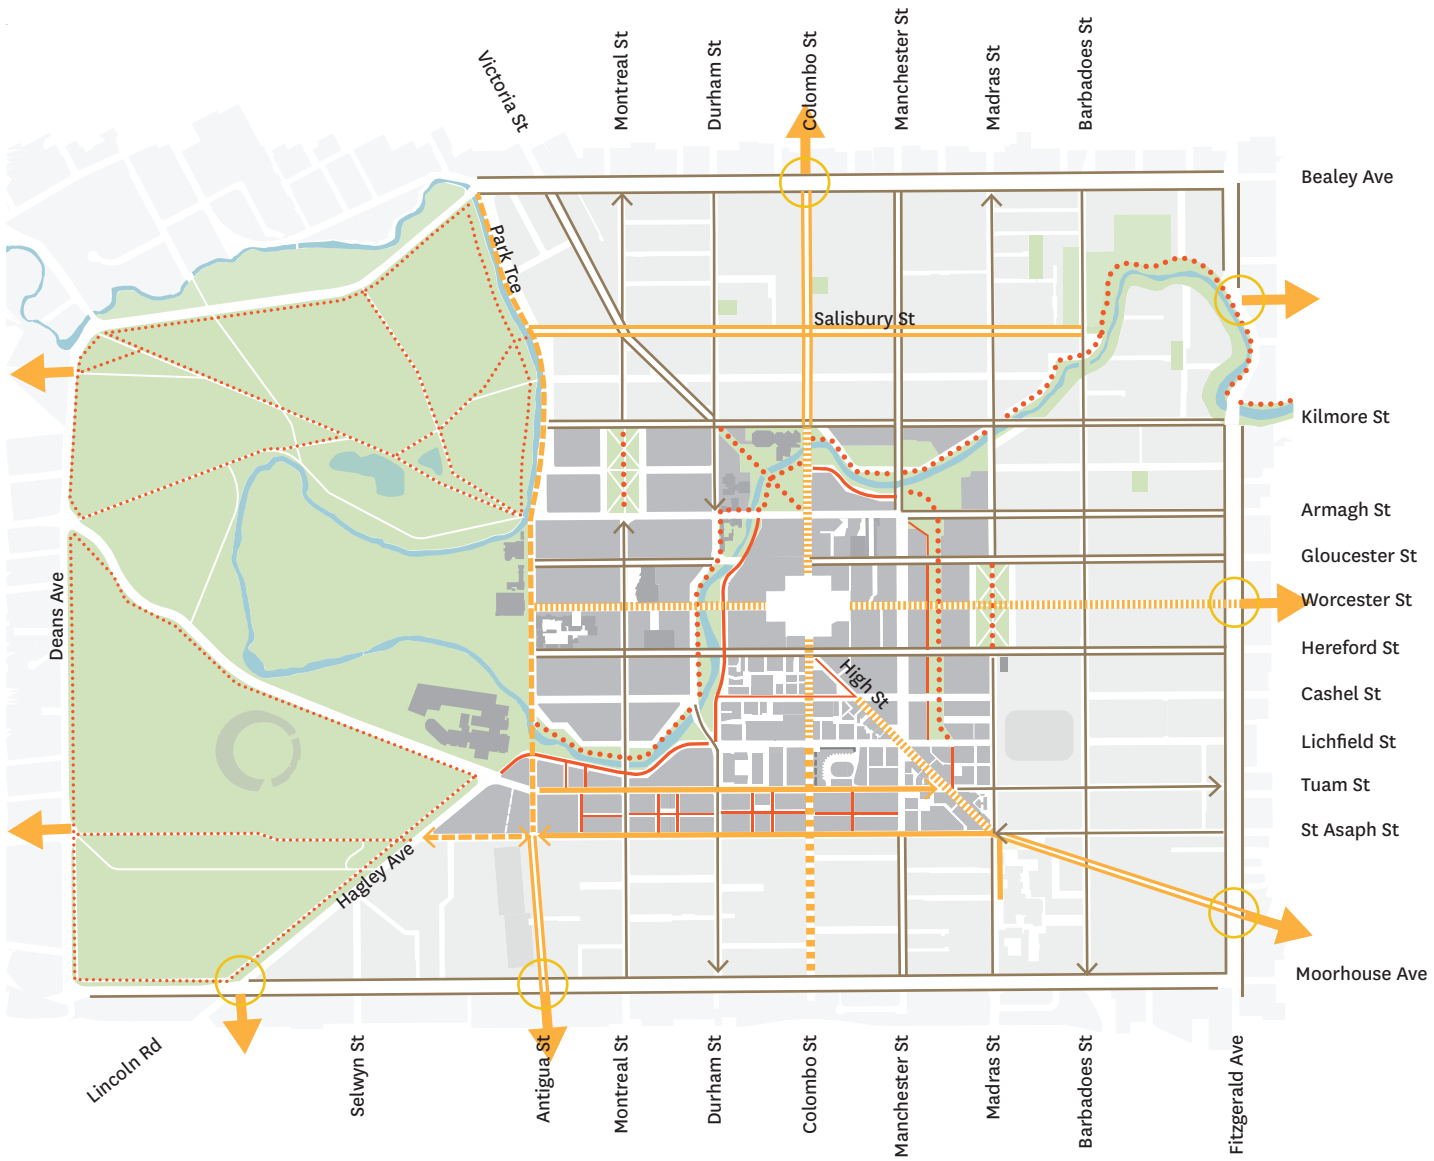 Victoria St
Montreal St
Durham St
Colombo St
Manchester St
Madras St
Barbadoes St
Bealey Ave
Park Tce
Salisbury St
Kilmore St
Armagh St
Gloucester St
Deans Ave
Worcester St
Hereford St
High St
Cashel St
Lichfield St
Tuam St
St Asaph St
Hagley Ave
Moorhouse Ave
Lincoln Rd
Selwyn St
Antigua St
Montreal St
Durham St
Colombo St
Manchester St
Madras St
Barbadoes St
Fitzgerald Ave